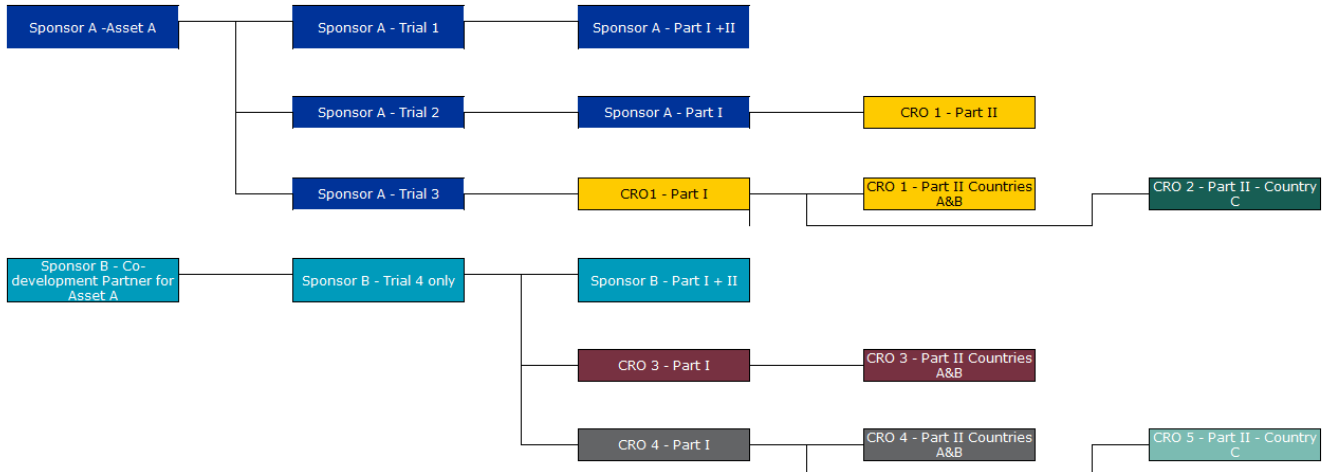 Sponsor A -Asset A
Sponsor A - Trial 1
Sponsor A - Part I +II
Sponsor A - Trial 2
Sponsor A - Part I
CRO 1 - Part II
Sponsor A - Trial 3
CRO1 - Part I
CRO 1 - Part II Countries
A&B
CRO 2 - Part II - Country
C
Sponsor B - Co-
development Partner for
Asset A
Sponsor B - Trial 4 only
Sponsor B - Part I + II
CRO 3 - Part I
CRO 3 - Part II Countries
A&B
CRO 4 - Part I
CRO 4 - Part II Countries
A&B
CRO 5 - Part II - Country
C